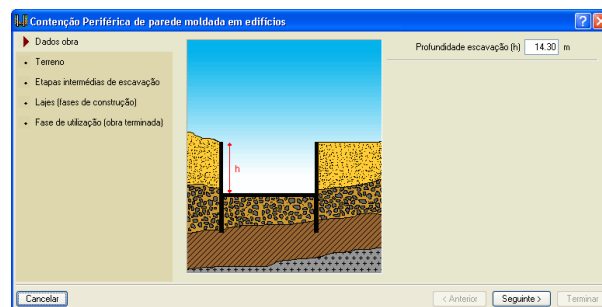 Contenção Periférica de parede moldada em edifícios
Dados obra
Terreno
Etapas intermédias de escavação
Lajes (fases de construção)
Fase de utilização (obra terminada)
h
Profundidade escavação (h) 14.30 m
Cancelar
< Anterior
Seguinte >
Terminar